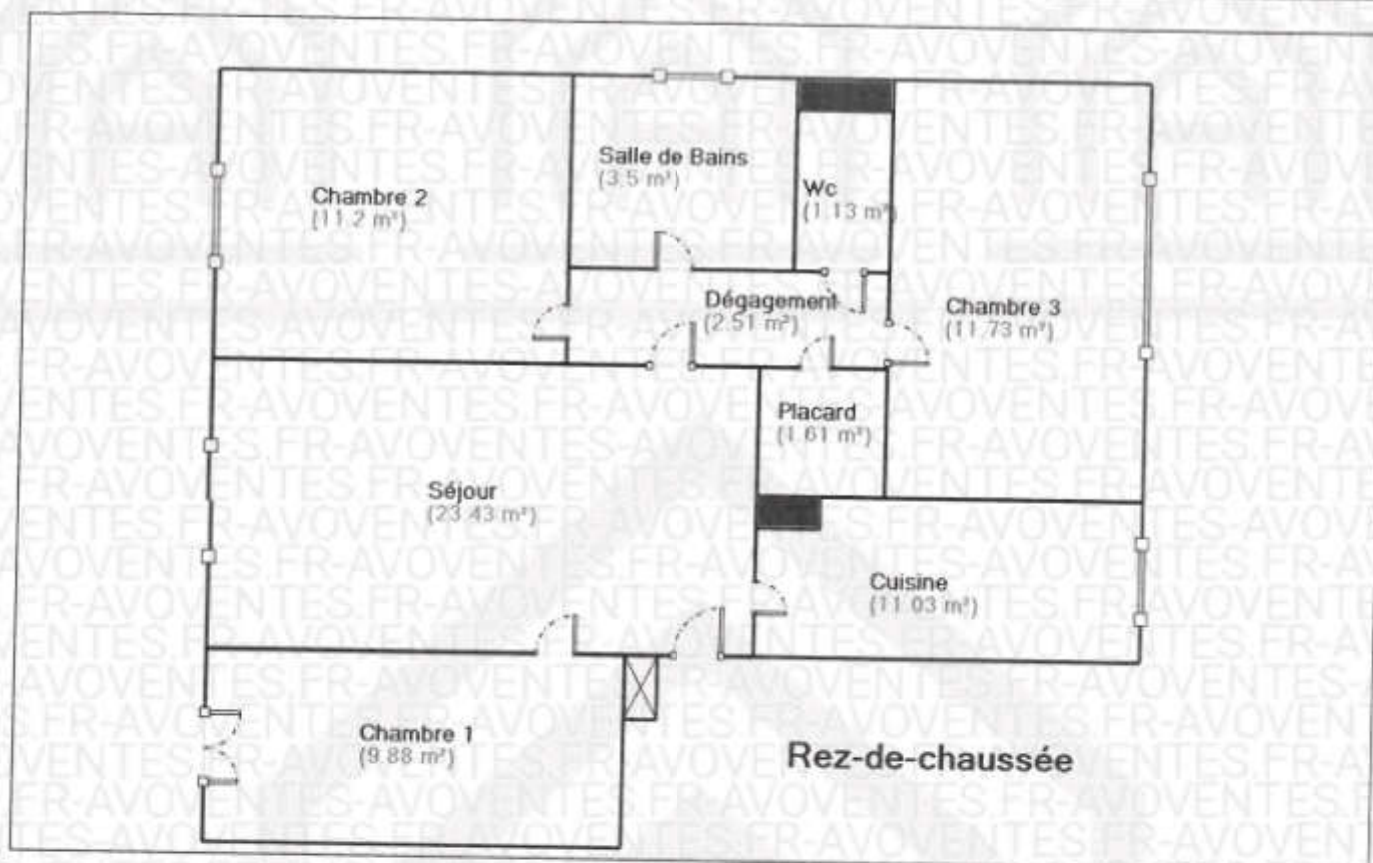 Chambre 2
(11.2 m²)
Salle de Bains
(3.5 m²)
Wc
(1.13 m²)
Dégagement
(2.51 m²)
Chambre 3
(11.73 m²)
Placard
(1.61 m²)
Séjour
(23.43 m²)
Cuisine
(11.03 m²)
Chambre 1
(9.88 m²)
Rez-de-chaussée
AVOVENTES.FR